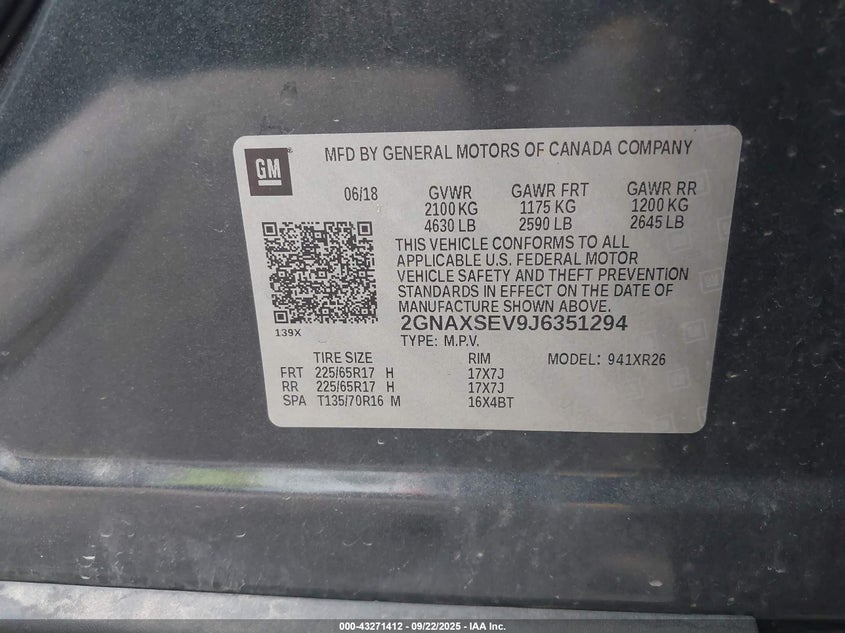 GM
MFD BY GENERAL MOTORS OF CANADA COMPANY
06/18 GVWR GAWR FRT GAWR RR
2100 KG 1175 KG 1200 KG
4630 LB 2590 LB 2645 LB
THIS VEHICLE CONFORMS TO ALL
APPLICABLE U.S. FEDERAL MOTOR
VEHICLE SAFETY AND THEFT PREVENTION
STANDARDS IN EFFECT ON THE DATE OF
MANUFACTURE SHOWN ABOVE.
139X
2GNAXSEV9J6351294
TYPE: M.P.V.
TIRE SIZE RIM MODEL: 941XR26
FRT 225/65R17 H 17X7J
RR 225/65R17 H 17X7J
SPA T135/70R16 M 16X4BT
000-43271412 - 09/22/2025 - IAA Inc.